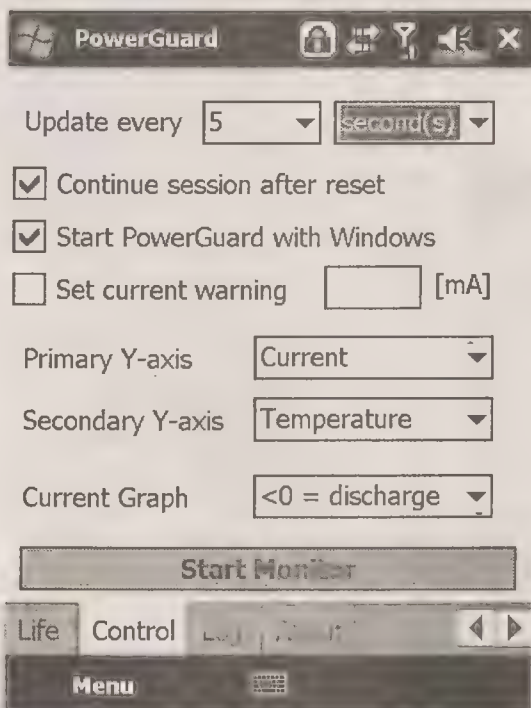 PowerGuard
Update every 5 second(s)
Continue session after reset
Start PowerGuard with Windows
Set current warning [mA]
Primary Y-axis Current
Secondary Y-axis Temperature
Current Graph <0 = discharge
Start Monitor
Life Control
Menu